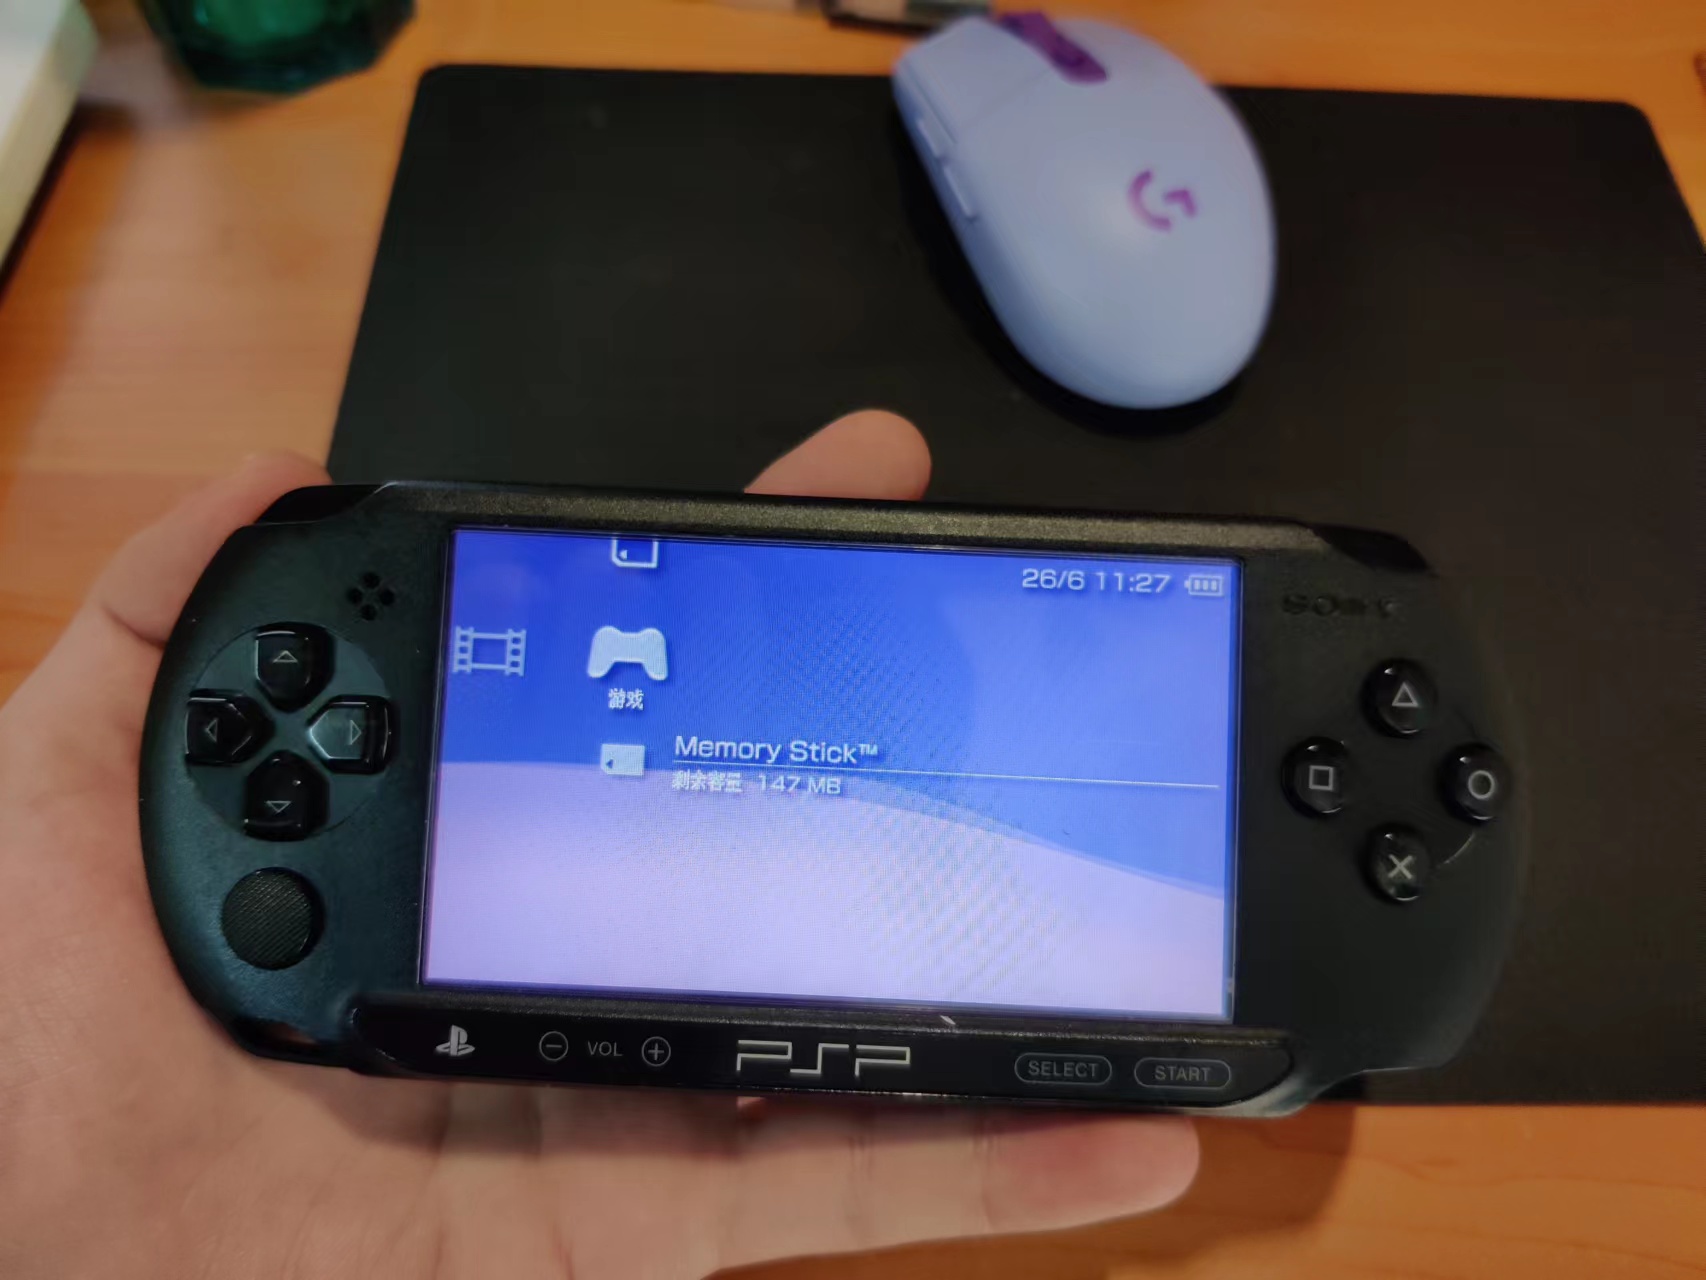 26/6 11:27
游戏
Memory Stick™
剩余容量 147 MB
SONY
VOL
PSP
SELECT
START